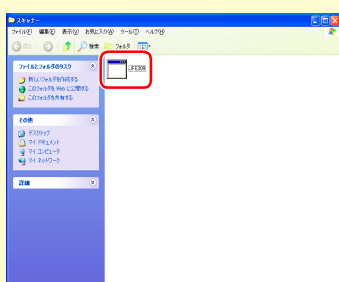 スキャナー
ファイル(F) 編集(E) 表示(V) お気に入り(A) ツール(T) ヘルプ(H)
戻る 検索 フォルダ
ファイルとフォルダのタスク
新しいフォルダを作成する
このフォルダを Web に公開する
このフォルダを共有する
その他
デスクトップ
マイ ドキュメント
マイ コンピュータ
マイ ネットワーク
詳細